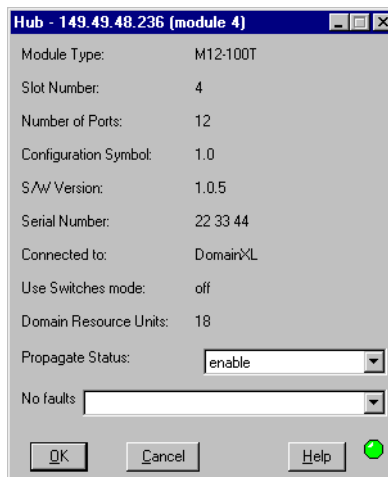 Hub - 149.49.48.236 (module 4)
Module Type: M12-100T
Slot Number: 4
Number of Ports: 12
Configuration Symbol: 1.0
S/W Version: 1.0.5
Serial Number: 22 33 44
Connected to: DomainXL
Use Switches mode: off
Domain Resource Units: 18
Propagate Status: enable
No faults
OK Cancel Help